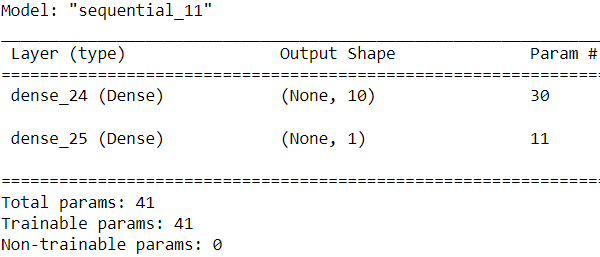 Model: "sequential_11"
_________________________________________________________________
Layer (type)                Output Shape              Param #
=================================================================
dense_24 (Dense)            (None, 10)                30
dense_25 (Dense)            (None, 1)                 11
=================================================================
Total params: 41
Trainable params: 41
Non-trainable params: 0